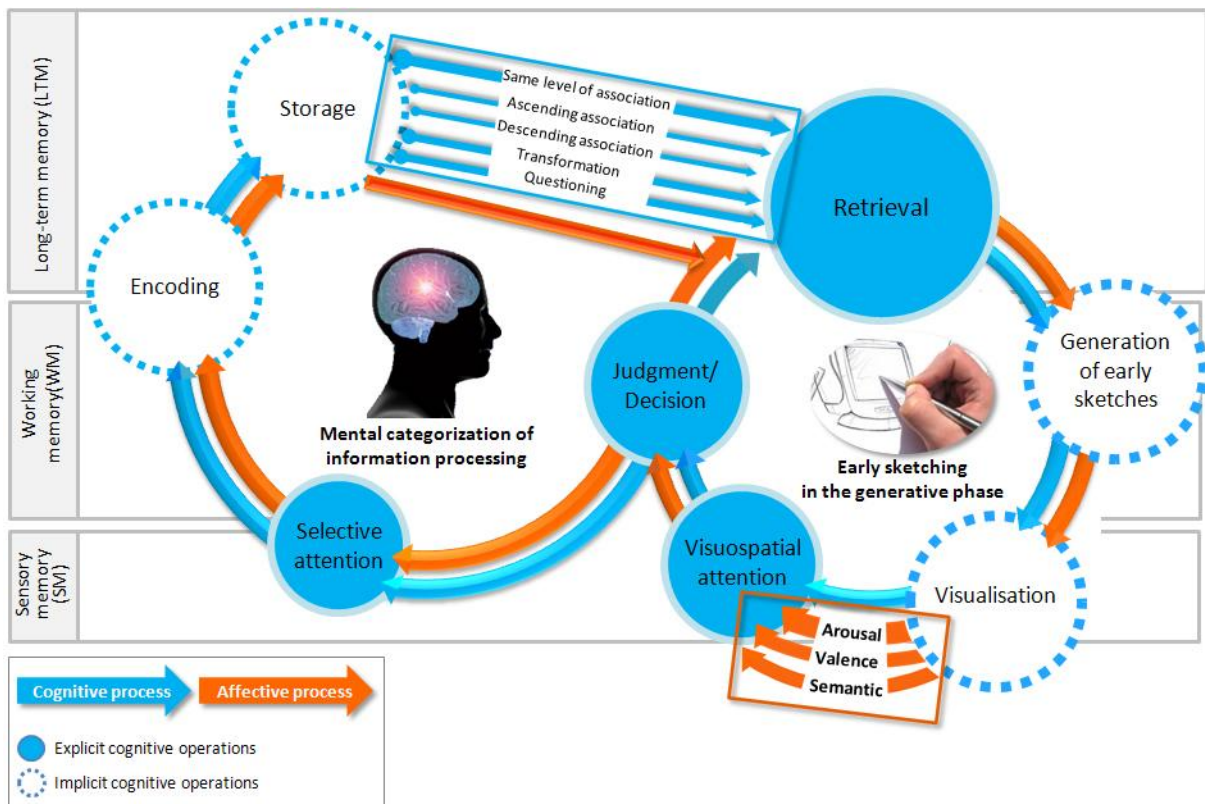 Long-term memory (LTM)
Working
memory(WM)
Sensory
memory
(SM)
Storage
Same level of association
Ascending association
Descending association
Transformation
Questioning
Retrieval
Encoding
Judgment/
Decision
Generation
of early
sketches
Mental categorization of
information processing
Early sketching
in the generative phase
Selective
attention
Visuospatial
attention
Visualisation
Arousal
Valence
Semantic
Cognitive process
Affective process
Explicit cognitive operations
Implicit cognitive operations